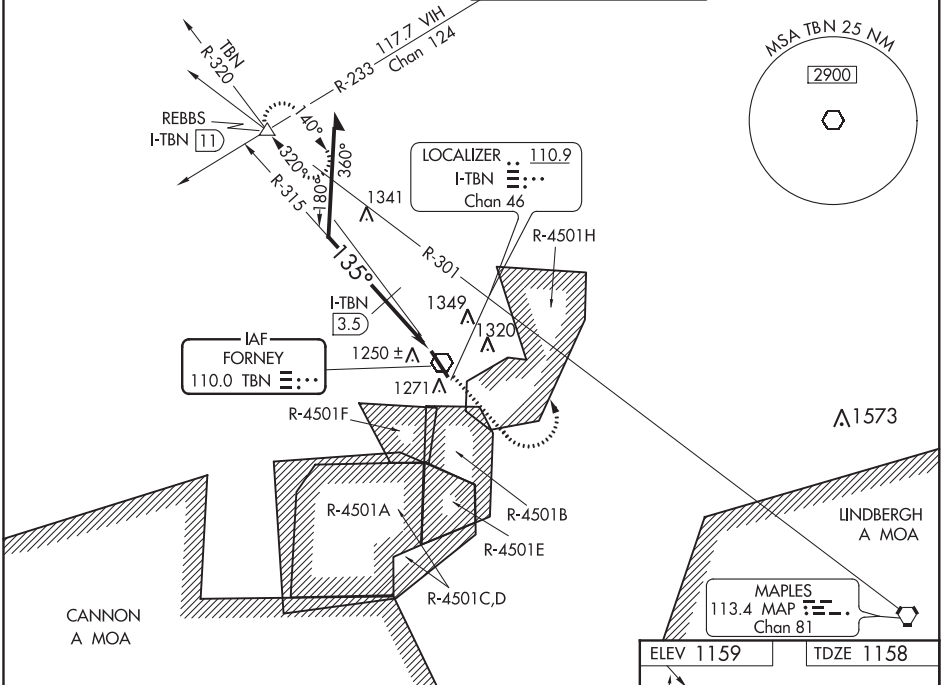 TBN
R-320
R-233
117.7 VIH
Chan 124
MSA TBN 25 NM
2900
REBBS
I-TBN 11
140°
320°
R-315
180°
360°
1341
LOCALIZER 110.9
I-TBN
Chan 46
R-4501H
R-301
135°
I-TBN
3.5
1349
1320
IAF
FORNEY
110.0 TBN
1250 ±
1271
R-4501F
1573
R-4501A
R-4501B
R-4501E
R-4501C,D
LINDBERGH
A MOA
CANNON
A MOA
MAPLES
113.4 MAP
Chan 81
ELEV 1159
TDZE 1158